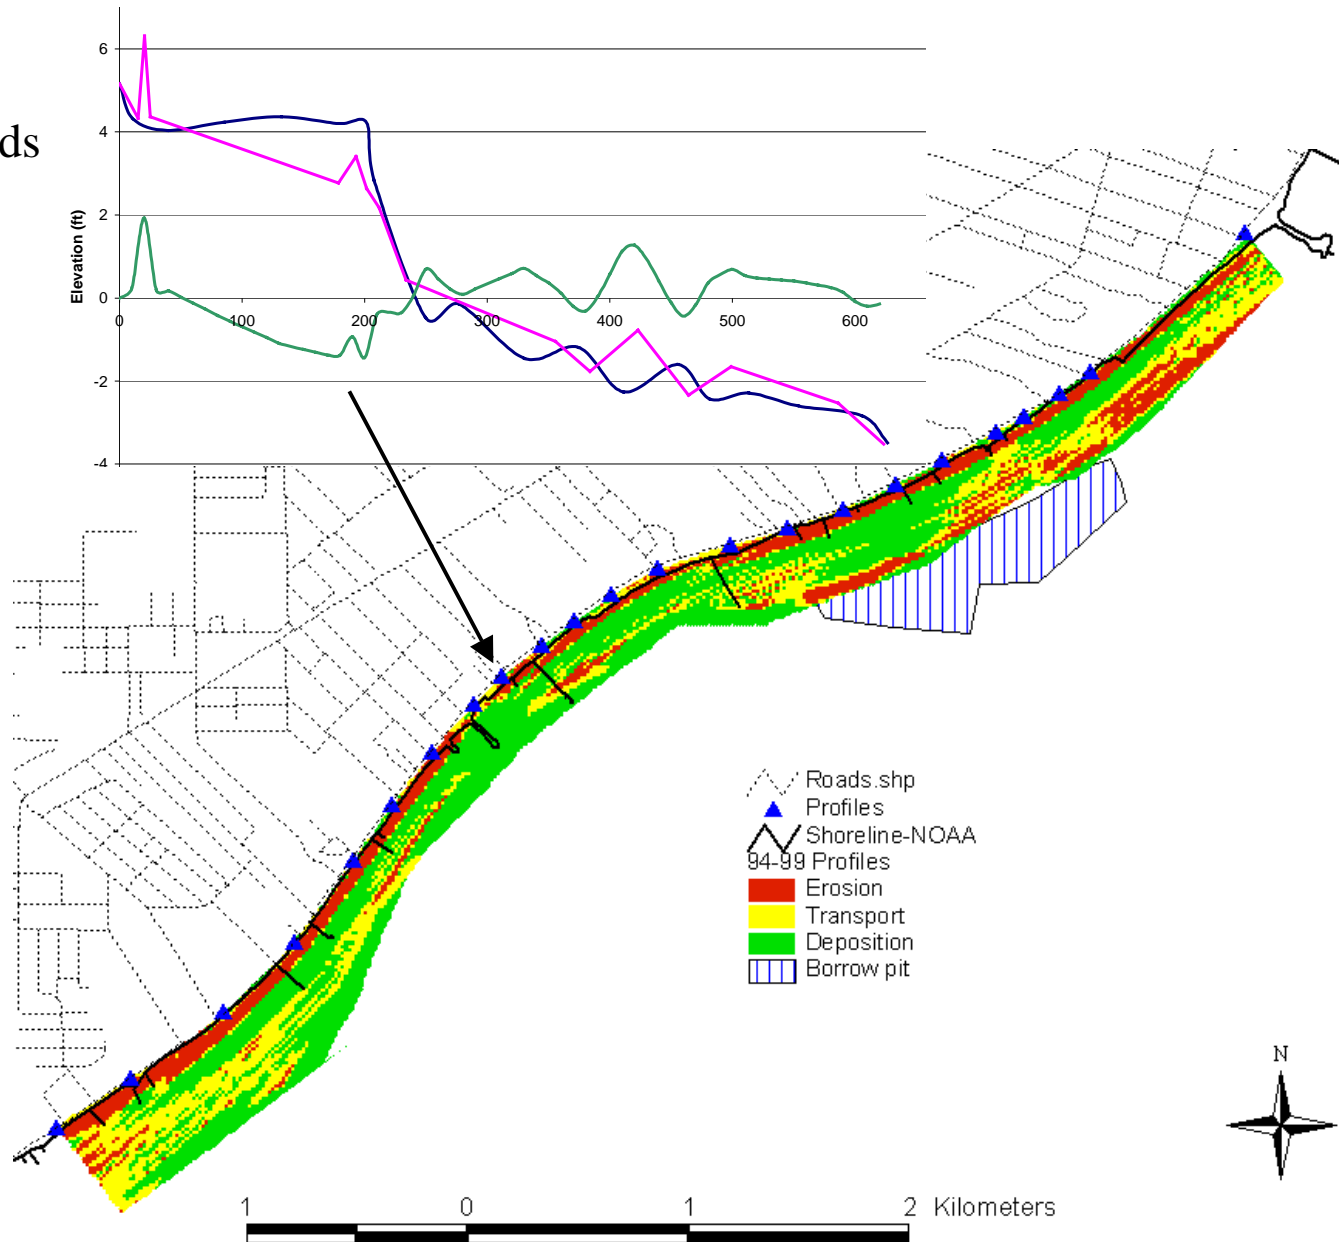 ds
6
4
2
0
-2
-4
Elevation (ft)
0 100 200 300 400 500 600
Roads.shp
Profiles
Shoreline-NOAA
94-99 Profiles
Erosion
Transport
Deposition
Borrow pit
N
1 0 1 2 Kilometers